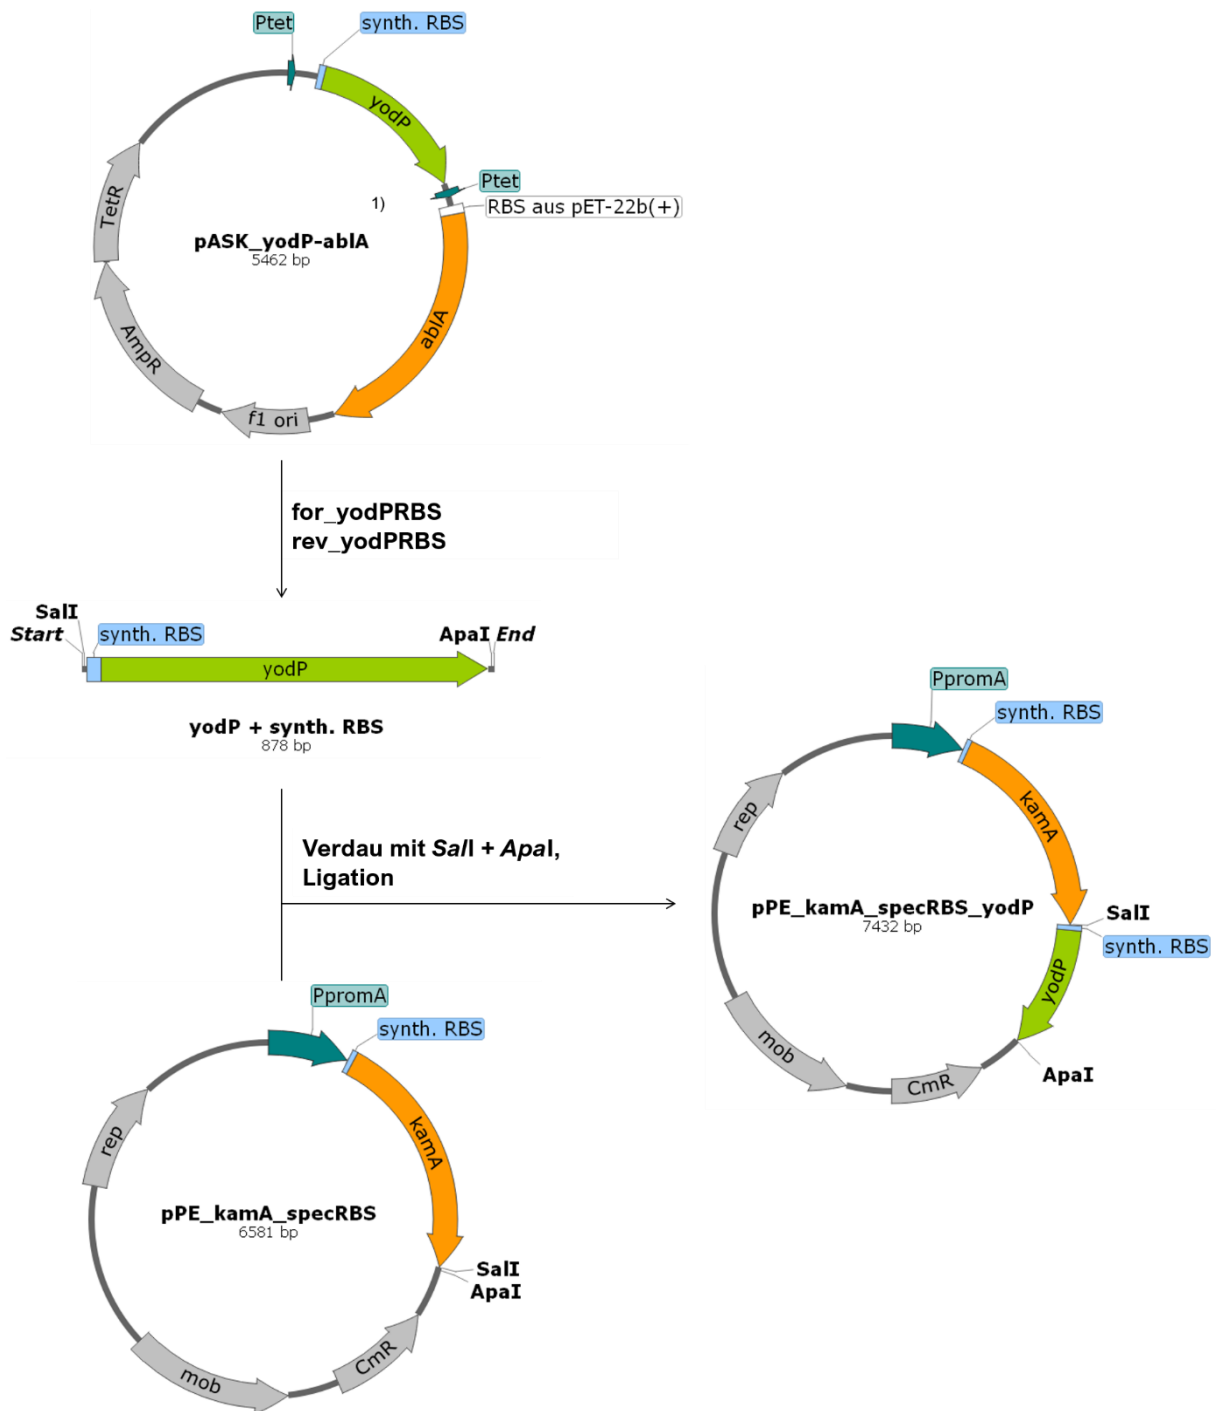 Ptet
synth. RBS
yodP
Ptet
RBS aus pET-22b(+)
1)
TetR
pASK_yodP-ablA
5462 bp
ablA
AmpR
f1 ori
for_yodPRBS
rev_yodPRBS
SalI
Start
synth. RBS
ApaI End
yodP
yodP + synth. RBS
878 bp
PpromA
synth. RBS
rep
kamA
Verdau mit SalI + ApaI,
Ligation
pPE_kamA_specRBS_yodP
7432 bp
SalI
synth. RBS
yodP
mob
CmR
ApaI
PpromA
synth. RBS
rep
kamA
pPE_kamA_specRBS
6581 bp
SalI
ApaI
CmR
mob